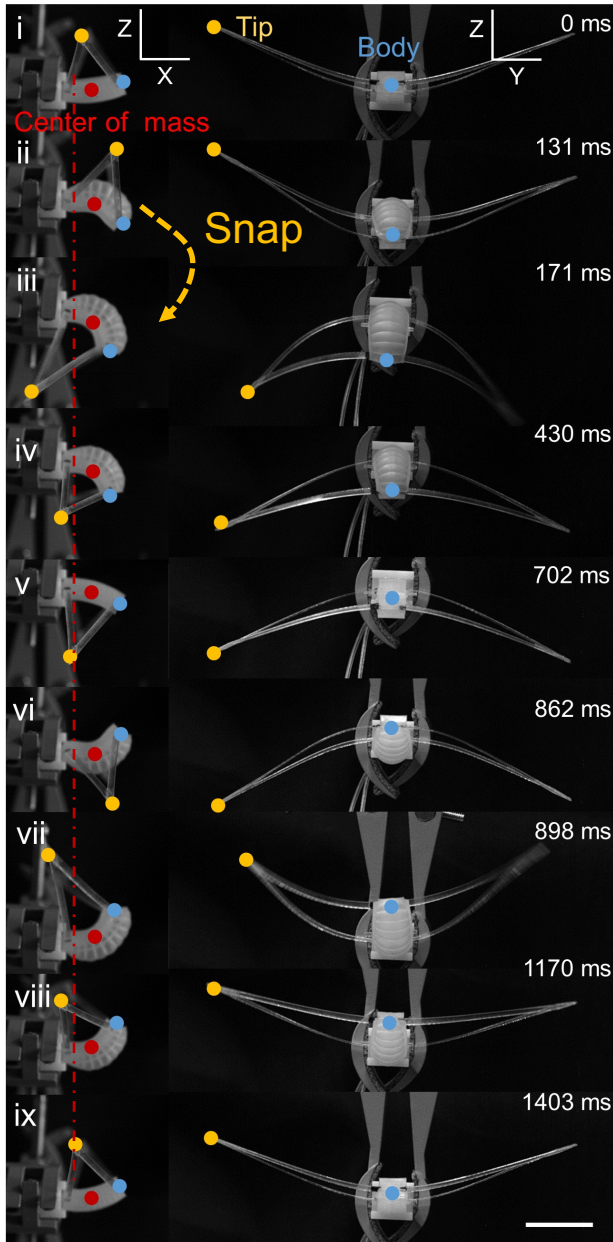 i
Z
X
Tip
Body
Z
Y
0 ms
Center of mass
ii
131 ms
Snap
iii
171 ms
iv
430 ms
v
702 ms
vi
862 ms
vii
898 ms
viii
1170 ms
ix
1403 ms